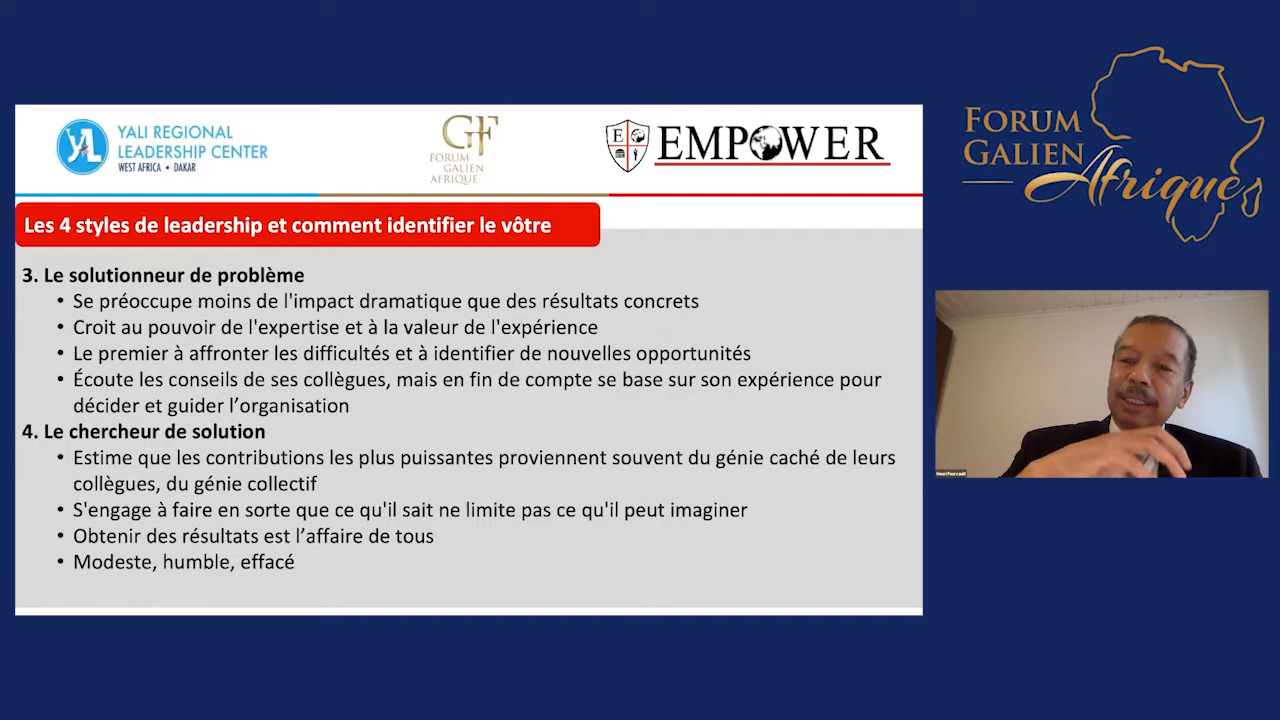 YALI REGIONAL
LEADERSHIP CENTER
WEST AFRICA • DAKAR
GF
FORUM
GALIEN
AFRIQUE
E
EMPOWER
Les 4 styles de leadership et comment identifier le vôtre
3. Le solutionneur de problème
• Se préoccupe moins de l'impact dramatique que des résultats concrets
• Croit au pouvoir de l'expertise et à la valeur de l'expérience
• Le premier à affronter les difficultés et à identifier de nouvelles opportunités
• Écoute les conseils de ses collègues, mais en fin de compte se base sur son expérience pour
décider et guider l’organisation
4. Le chercheur de solution
• Estime que les contributions les plus puissantes proviennent souvent du génie caché de leurs
collègues, du génie collectif
• S'engage à faire en sorte que ce qu'il sait ne limite pas ce qu'il peut imaginer
• Obtenir des résultats est l’affaire de tous
• Modeste, humble, effacé
FORUM
GALIEN
Afrique
Henri Fourcault